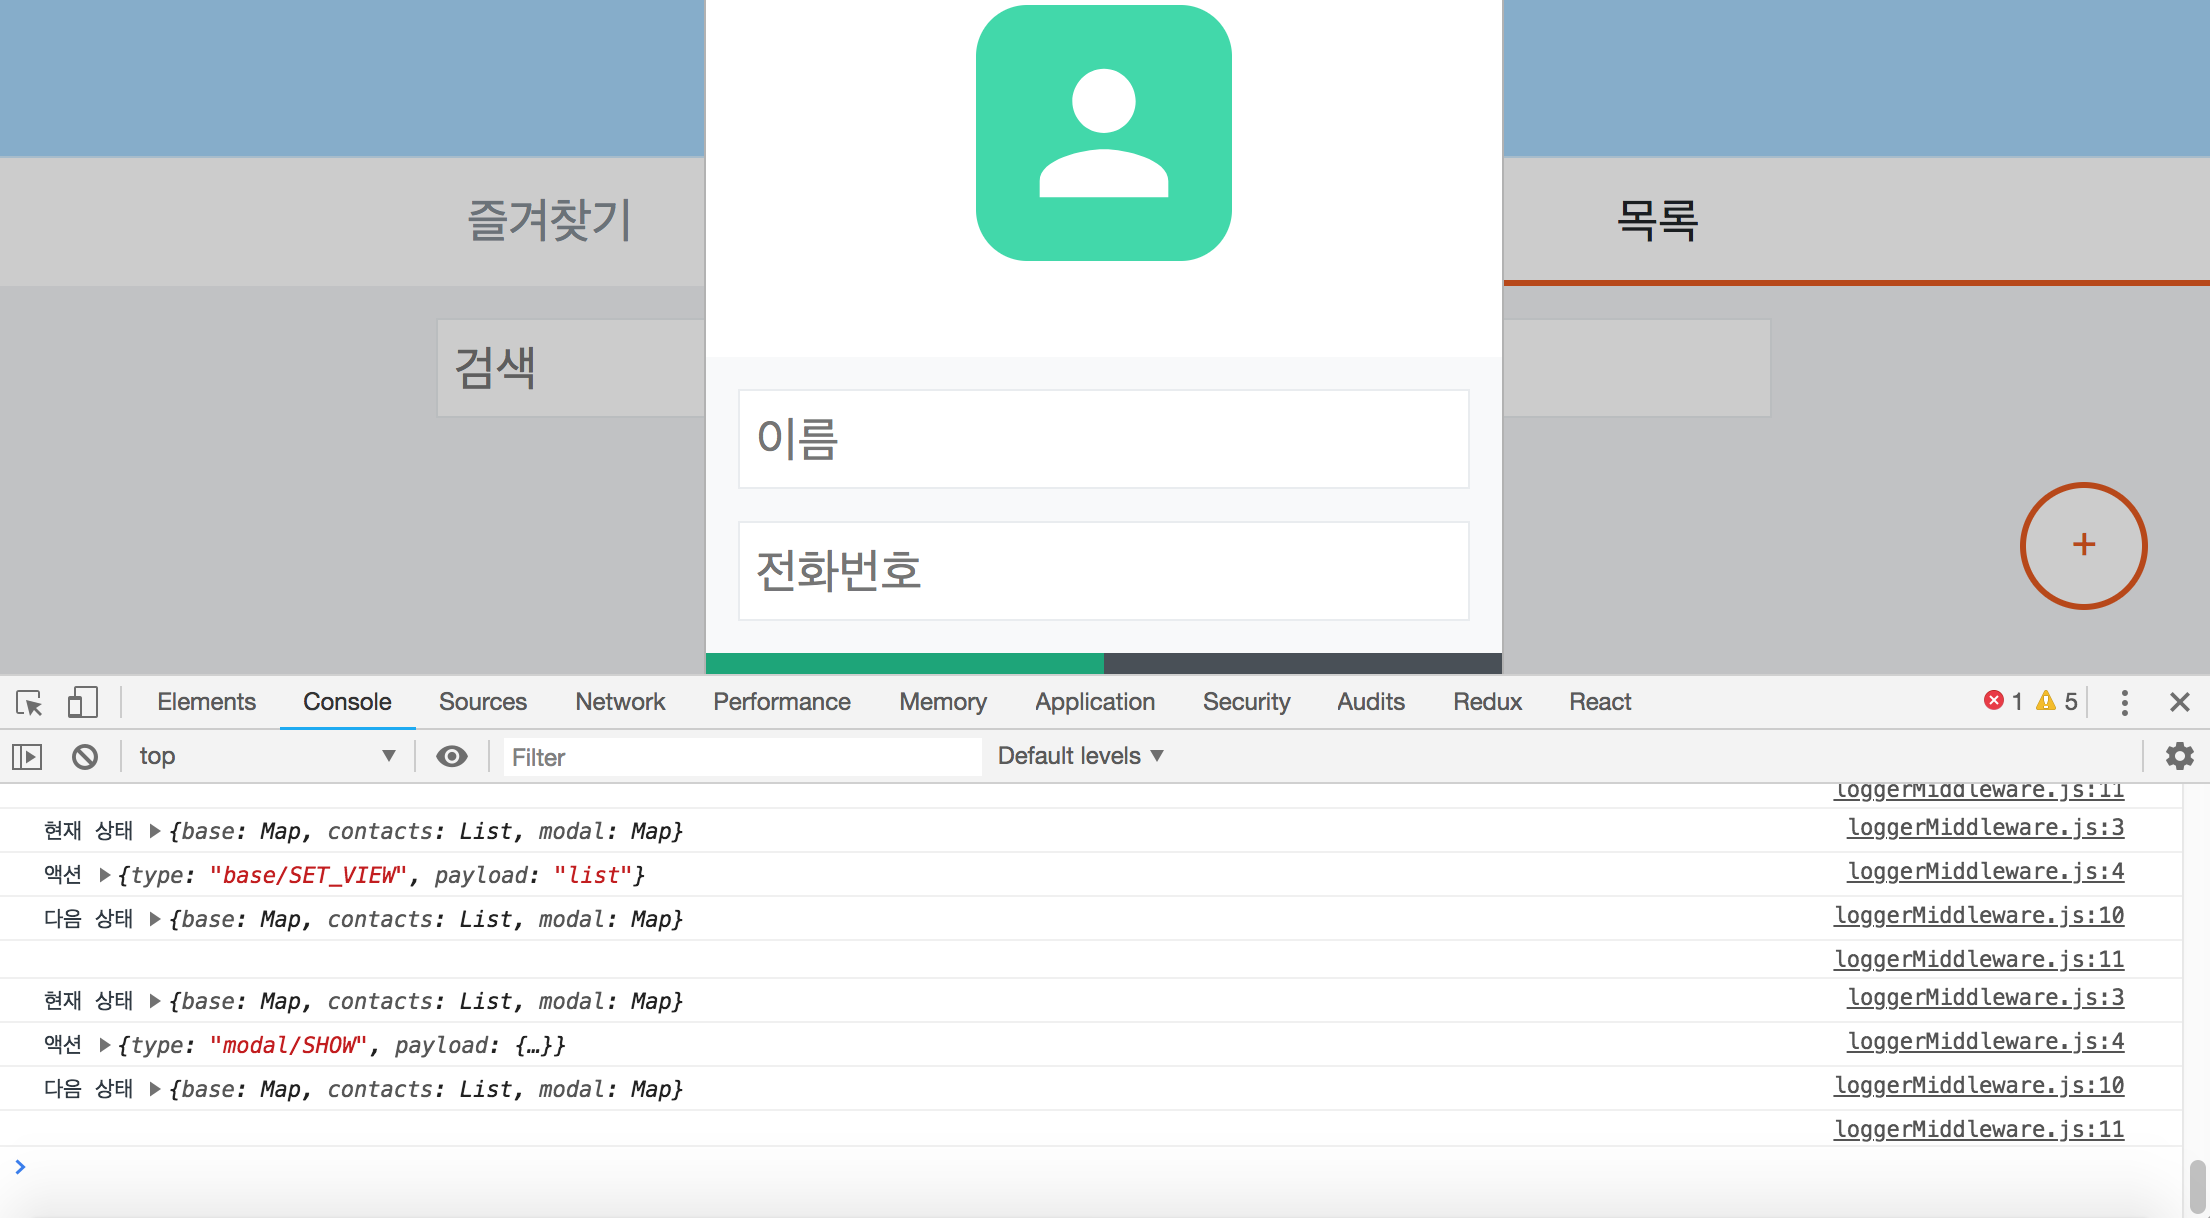 즐겨찾기
목록
검색
이름
전화번호
+
Elements Console Sources Network Performance Memory Application Security Audits Redux React 1 5
top Filter Default levels
loggerMiddleware.js:11
현재 상태 {base: Map, contacts: List, modal: Map} loggerMiddleware.js:3
액션 {type: "base/SET_VIEW", payload: "list"} loggerMiddleware.js:4
다음 상태 {base: Map, contacts: List, modal: Map} loggerMiddleware.js:10
loggerMiddleware.js:11
현재 상태 {base: Map, contacts: List, modal: Map} loggerMiddleware.js:3
액션 {type: "modal/SHOW", payload: {…}} loggerMiddleware.js:4
다음 상태 {base: Map, contacts: List, modal: Map} loggerMiddleware.js:10
loggerMiddleware.js:11